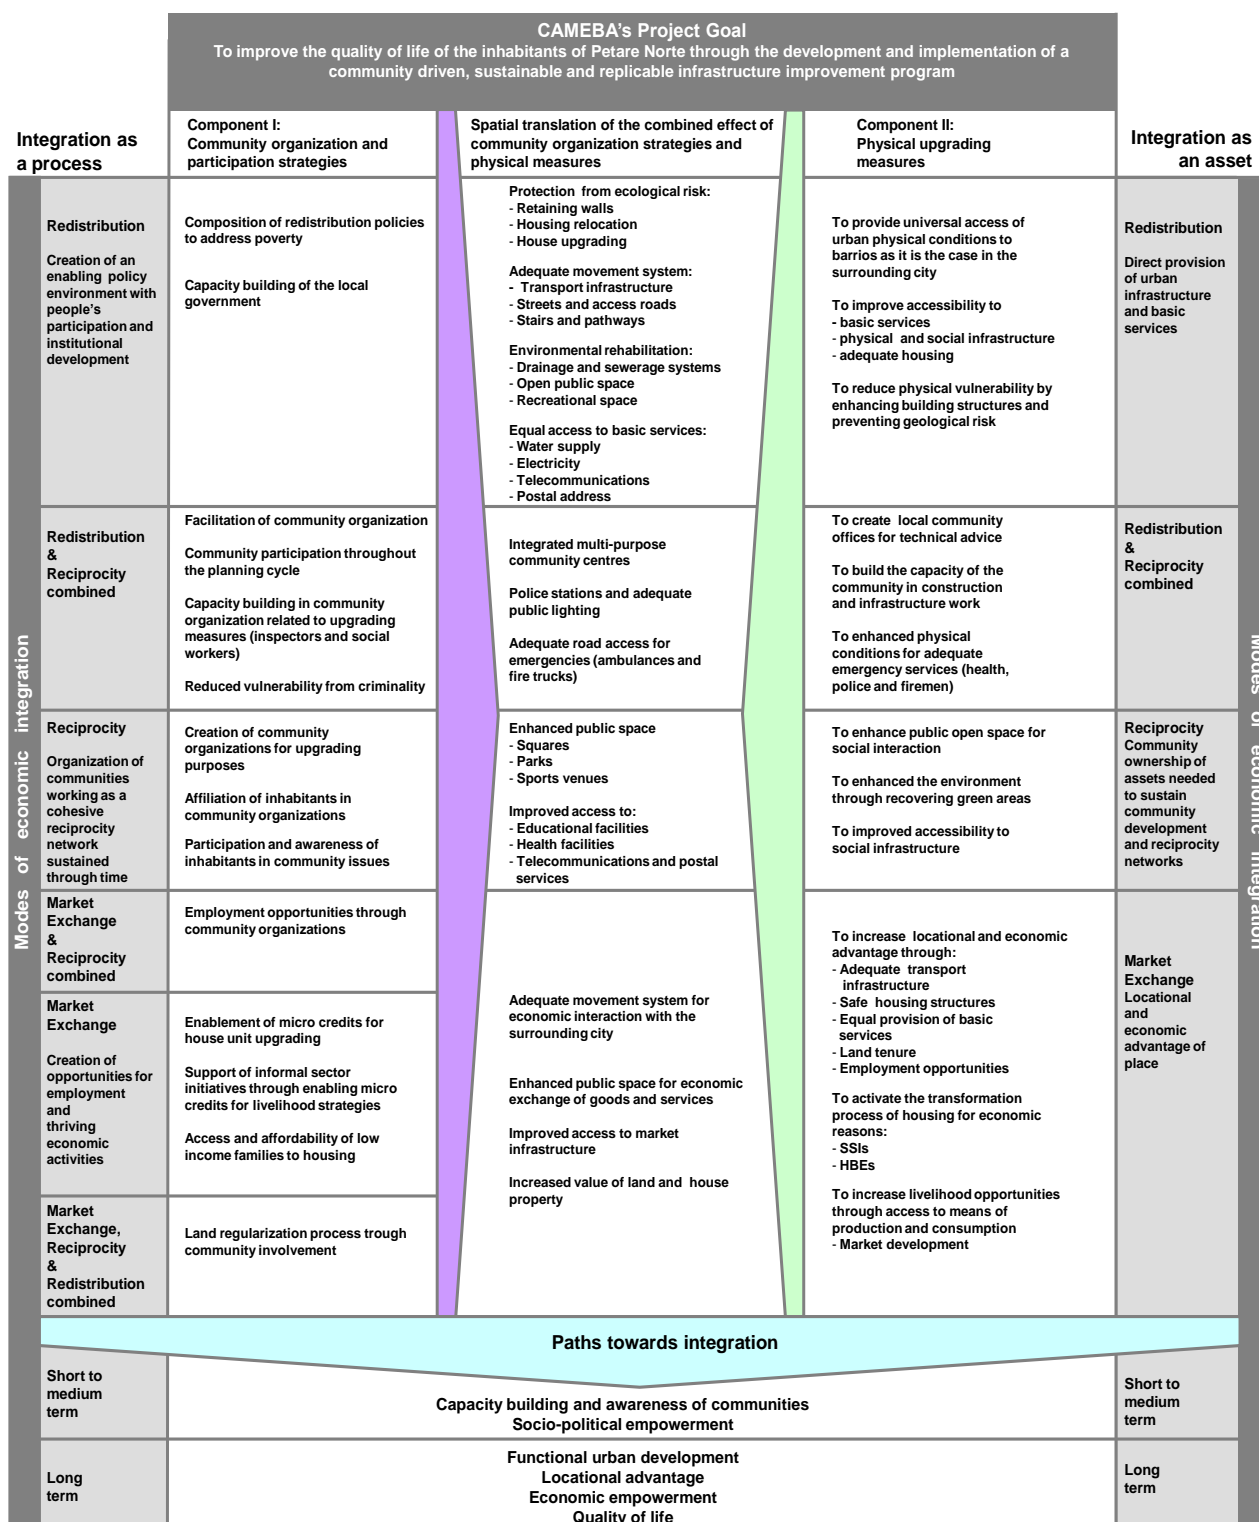 CAMEBA's Project Goal
To improve the quality of life of the inhabitants of Petare Norte through the development and implementation of a
community driven, sustainable and replicable infrastructure improvement program
Integration as
a process
Component I:
Community organization and
participation strategies
Spatial translation of the combined effect of
community organization strategies and
physical measures
Component II:
Physical upgrading
measures
Integration as
an asset
Modes of economic integration
Redistribution
Creation of an
enabling policy
environment with
people's
participation and
institutional
development
Composition of redistribution policies
to address poverty
Capacity building of the local
government
Protection from ecological risk:
- Retaining walls
- Housing relocation
- House upgrading
Adequate movement system:
- Transport infrastructure
- Streets and access roads
- Stairs and pathways
Environmental rehabilitation:
- Drainage and sewerage systems
- Open public space
- Recreational space
Equal access to basic services:
- Water supply
- Electricity
- Telecommunications
- Postal address
To provide universal access of
urban physical conditions to
barrios as it is the case in the
surrounding city
To improve accessibility to
- basic services
- physical and social infrastructure
- adequate housing
To reduce physical vulnerability by
enhancing building structures and
preventing geological risk
Redistribution
Direct provision
of urban
infrastructure
and basic
services
Modes of economic integration
Redistribution
&
Reciprocity
combined
Facilitation of community organization
Community participation throughout
the planning cycle
Capacity building in community
organization related to upgrading
measures (inspectors and social
workers)
Reduced vulnerability from criminality
Integrated multi-purpose
community centres
Police stations and adequate
public lighting
Adequate road access for
emergencies (ambulances and
fire trucks)
To create local community
offices for technical advice
To build the capacity of the
community in construction
and infrastructure work
To enhanced physical
conditions for adequate
emergency services (health,
police and firemen)
Redistribution
&
Reciprocity
combined
Reciprocity
Organization of
communities
working as a
cohesive
reciprocity
network
sustained
through time
Creation of community
organizations for upgrading
purposes
Affiliation of inhabitants in
community organizations
Participation and awareness of
inhabitants in community issues
Enhanced public space
- Squares
- Parks
- Sports venues
Improved access to:
- Educational facilities
- Health facilities
- Telecommunications and postal
services
To enhance public open space for
social interaction
To enhanced the environment
through recovering green areas
To improved accessibility to
social infrastructure
Reciprocity
Community
ownership of
assets needed
to sustain
community
development
and reciprocity
networks
Market
Exchange
&
Reciprocity
combined
Employment opportunities through
community organizations
Market
Exchange
Creation of
opportunities for
employment
and
thriving
economic
activities
Enablement of micro credits for
house unit upgrading
Support of informal sector
initiatives through enabling micro
credits for livelihood strategies
Access and affordability of low
income families to housing
Market
Exchange,
Reciprocity
&
Redistribution
combined
Land regularization process trough
community involvement
Adequate movement system for
economic interaction with the
surrounding city
Enhanced public space for economic
exchange of goods and services
Improved access to market
infrastructure
Increased value of land and house
property
To increase locational and economic
advantage through:
- Adequate transport
infrastructure
- Safe housing structures
- Equal provision of basic
services
- Land tenure
- Employment opportunities
To activate the transformation
process of housing for economic
reasons:
- SSIs
- HBEs
To increase livelihood opportunities
through access to means of
production and consumption
- Market development
Market
Exchange
Locational
and
economic
advantage of
place
Paths towards integration
Short to
medium
term
Capacity building and awareness of communities
Socio-political empowerment
Short to
medium
term
Long
term
Functional urban development
Locational advantage
Economic empowerment
Quality of life
Long
term